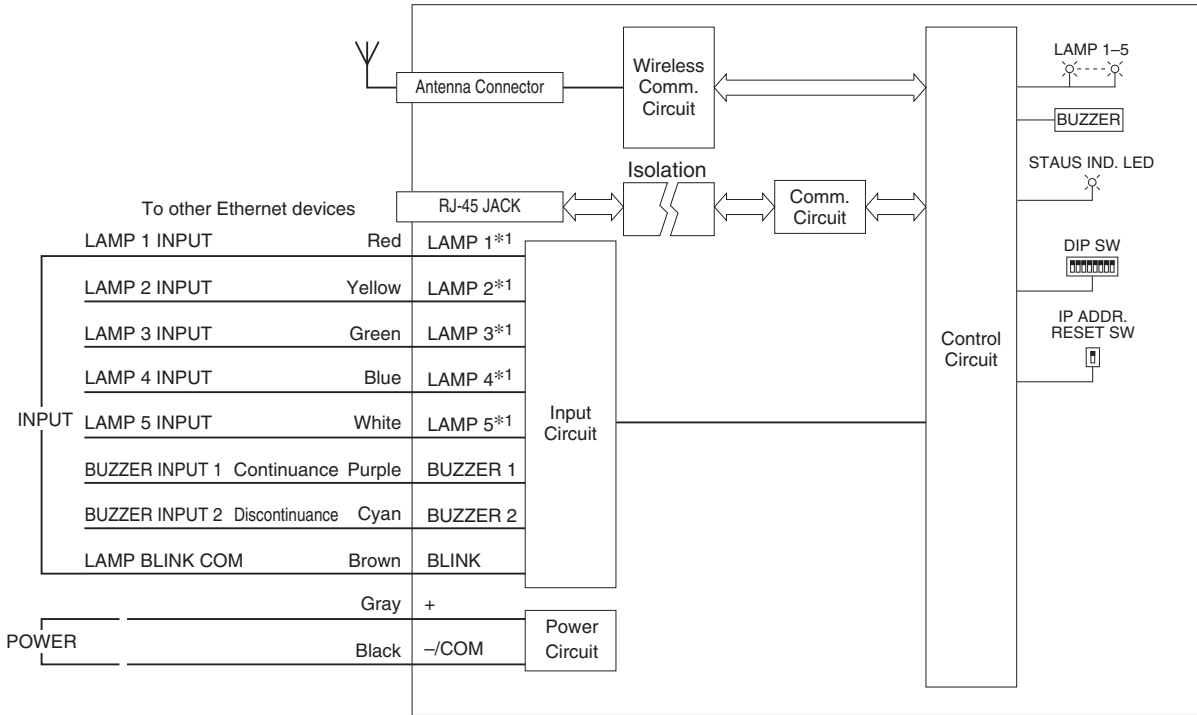 LAMP 1–5
Wireless
Comm.
Circuit
Antenna Connector
BUZZER
Isolation
STAUS IND. LED
To other Ethernet devices
RJ-45 JACK
Comm.
Circuit
LAMP 1 INPUT Red LAMP 1*1
DIP SW
LAMP 2 INPUT Yellow LAMP 2*1
IP ADDR.
RESET SW
LAMP 3 INPUT Green LAMP 3*1
Control
Circuit
LAMP 4 INPUT Blue LAMP 4*1
INPUT
LAMP 5 INPUT White LAMP 5*1
Input
Circuit
BUZZER INPUT 1 Continuance Purple BUZZER 1
BUZZER INPUT 2 Discontinuance Cyan BUZZER 2
LAMP BLINK COM Brown BLINK
Gray +
POWER
Black –/COM
Power
Circuit